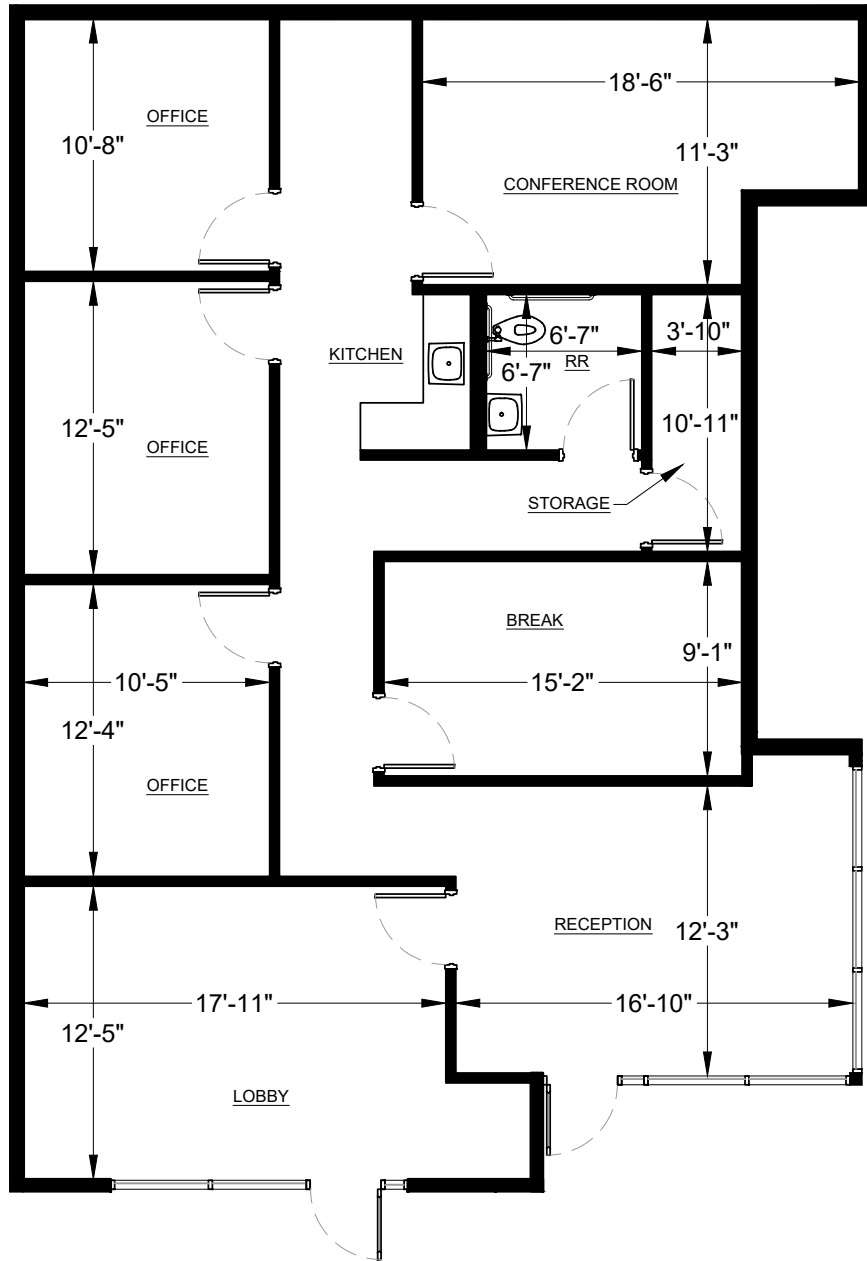 18'-6"
OFFICE
10'-8"
11'-3"
CONFERENCE ROOM
6'-7"
3'-10"
KITCHEN
RR
6'-7"
12'-5"
10'-11"
OFFICE
STORAGE
BREAK
9'-1"
10'-5"
15'-2"
12'-4"
OFFICE
RECEPTION
12'-3"
17'-11"
16'-10"
12'-5"
LOBBY